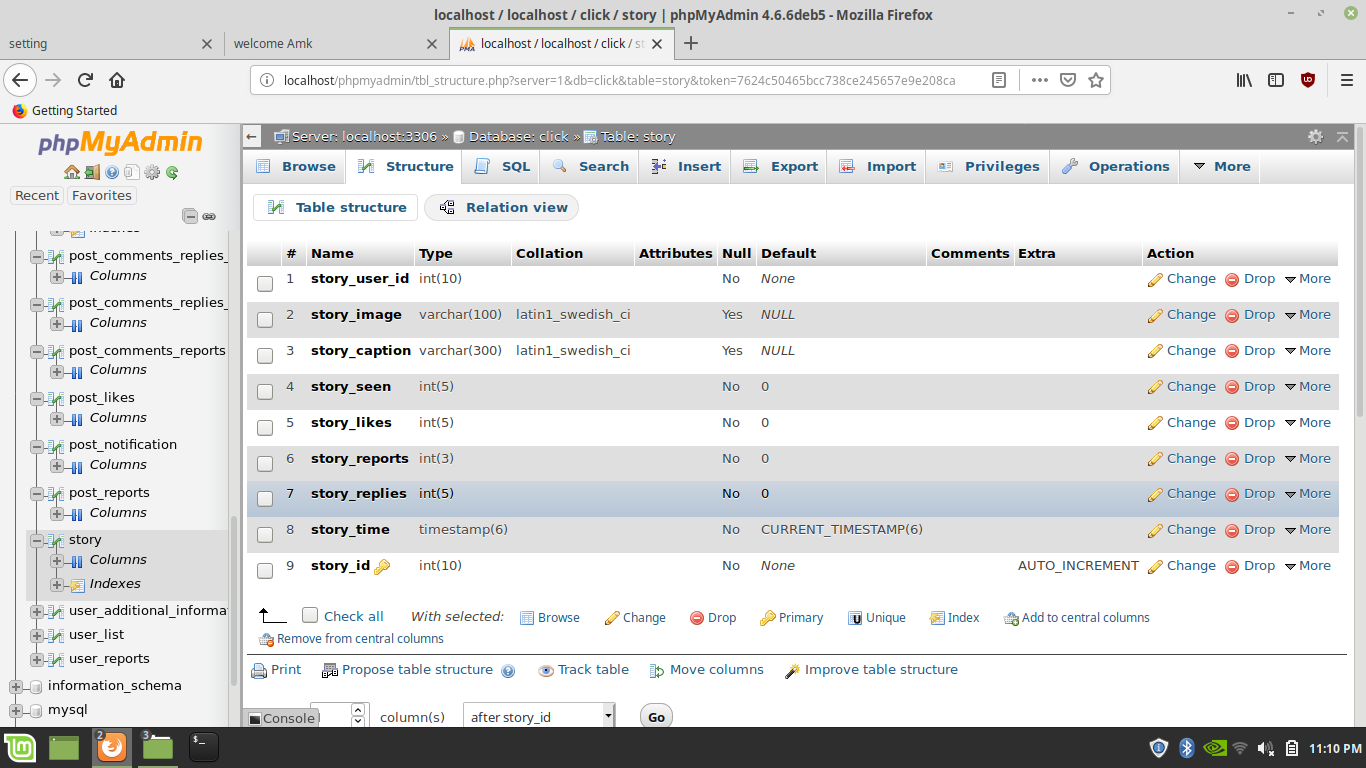 localhost / localhost / click / story | phpMyAdmin 4.6.6deb5 - Mozilla Firefox
setting
welcome Amk
localhost / localhost / click / st
localhost/phpmyadmin/tbl_structure.php?server=1&db=click&table=story&token=7624c50465bcc738ce245657e9e208ca
Getting Started
phpMyAdmin
Recent Favorites
Indexes
post_comments_replies_
Columns
post_comments_replies_
Columns
post_comments_reports
Columns
post_likes
Columns
post_notification
Columns
post_reports
Columns
story
Columns
Indexes
user_additional_informa
user_list
user_reports
information_schema
mysql
Server: localhost:3306 » Database: click » Table: story
Browse Structure SQL Search Insert Export Import Privileges Operations More
Table structure Relation view
# Name Type Collation Attributes Null Default Comments Extra Action
1 story_user_id int(10) No None Change Drop More
2 story_image varchar(100) latin1_swedish_ci Yes NULL Change Drop More
3 story_caption varchar(300) latin1_swedish_ci Yes NULL Change Drop More
4 story_seen int(5) No 0 Change Drop More
5 story_likes int(5) No 0 Change Drop More
6 story_reports int(3) No 0 Change Drop More
7 story_replies int(5) No 0 Change Drop More
8 story_time timestamp(6) No CURRENT_TIMESTAMP(6) Change Drop More
9 story_id int(10) No None AUTO_INCREMENT Change Drop More
Check all With selected: Browse Change Drop Primary Unique Index Add to central columns
Remove from central columns
Print Propose table structure Track table Move columns Improve table structure
Console column(s) after story_id Go
2 3 11:10 PM